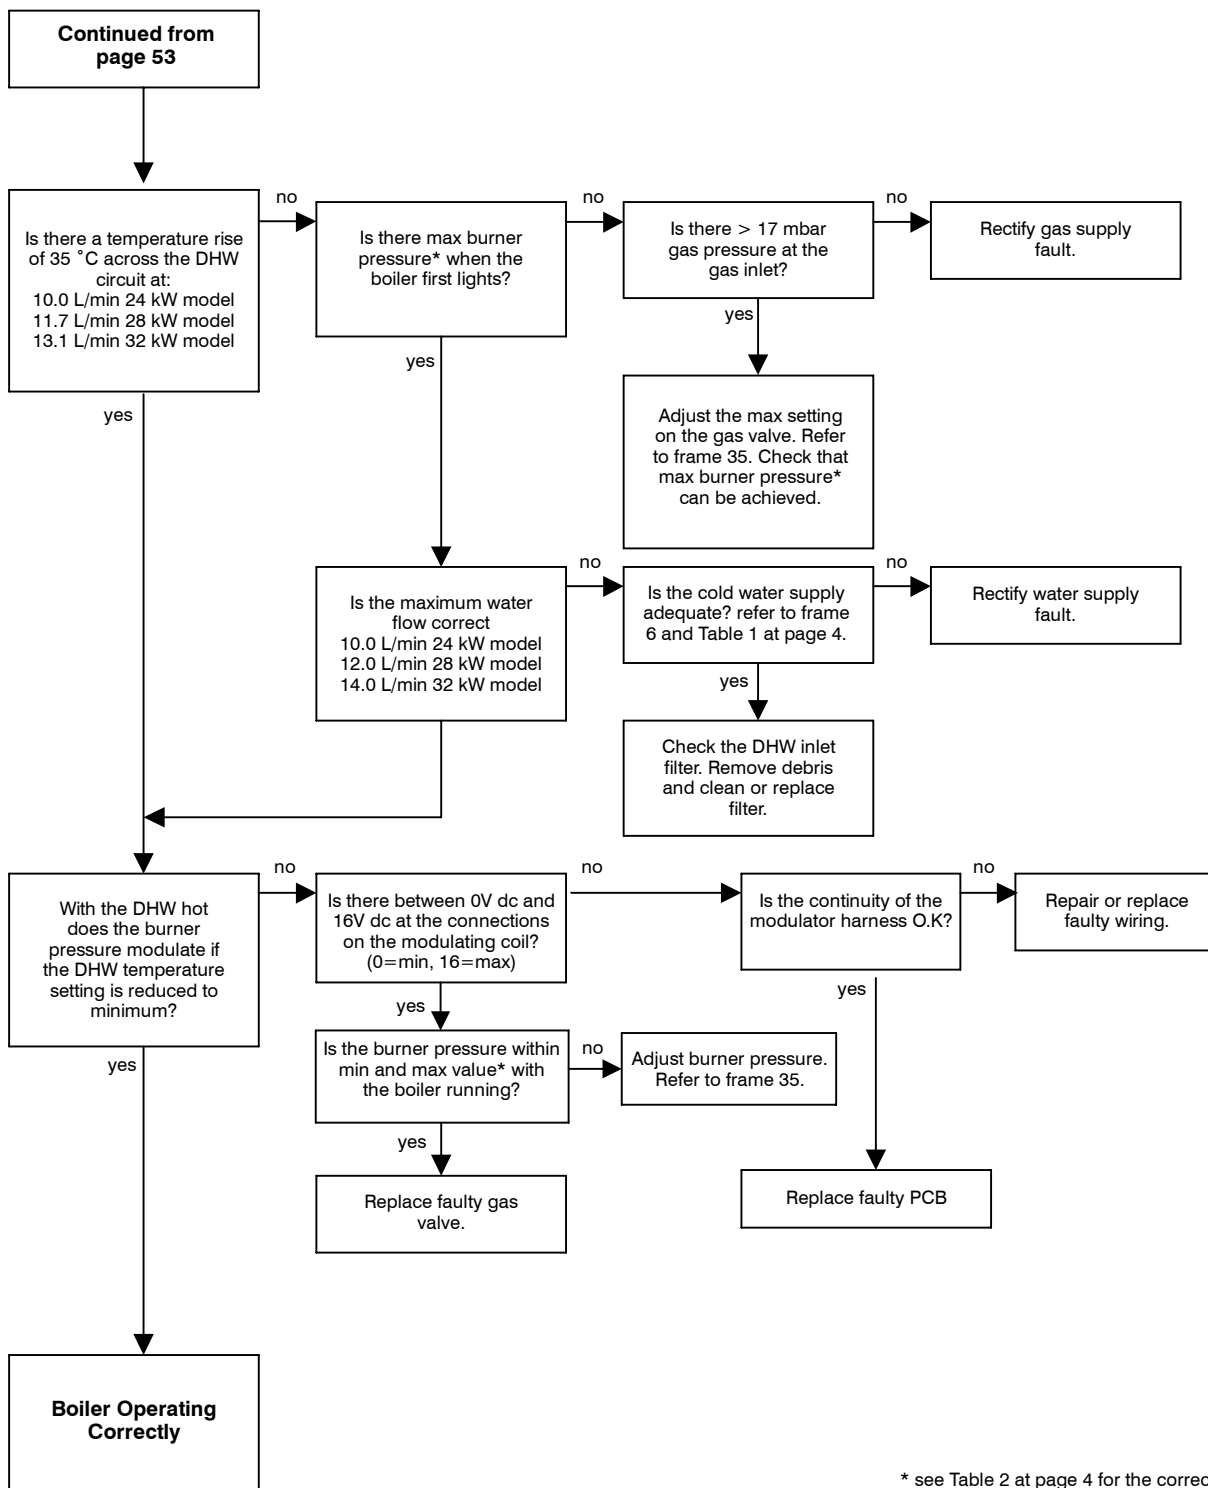 Continued from
page 53
Is there a temperature rise
of 35 ˚C across the DHW
circuit at:
10.0 L/min 24 kW model
11.7 L/min 28 kW model
13.1 L/min 32 kW model
no
Is there max burner
pressure* when the
boiler first lights?
no
Is there > 17 mbar
gas pressure at the
gas inlet?
no
Rectify gas supply
fault.
yes
Adjust the max setting
on the gas valve. Refer
to frame 35. Check that
max burner pressure*
can be achieved.
yes
yes
Is the maximum water
flow correct
10.0 L/min 24 kW model
12.0 L/min 28 kW model
14.0 L/min 32 kW model
no
Is the cold water supply
adequate? refer to frame
6 and Table 1 at page 4.
no
Rectify water supply
fault.
yes
Check the DHW inlet
filter. Remove debris
and clean or replace
filter.
With the DHW hot
does the burner
pressure modulate if
the DHW temperature
setting is reduced to
minimum?
no
Is there between 0V dc and
16V dc at the connections
on the modulating coil?
(0=min, 16=max)
no
Is the continuity of the
modulator harness O.K?
no
Repair or replace
faulty wiring.
yes
yes
Is the burner pressure within
min and max value* with
the boiler running?
no
Adjust burner pressure.
Refer to frame 35.
yes
yes
Replace faulty gas
valve.
Replace faulty PCB
Boiler Operating
Correctly
* see Table 2 at page 4 for the correc